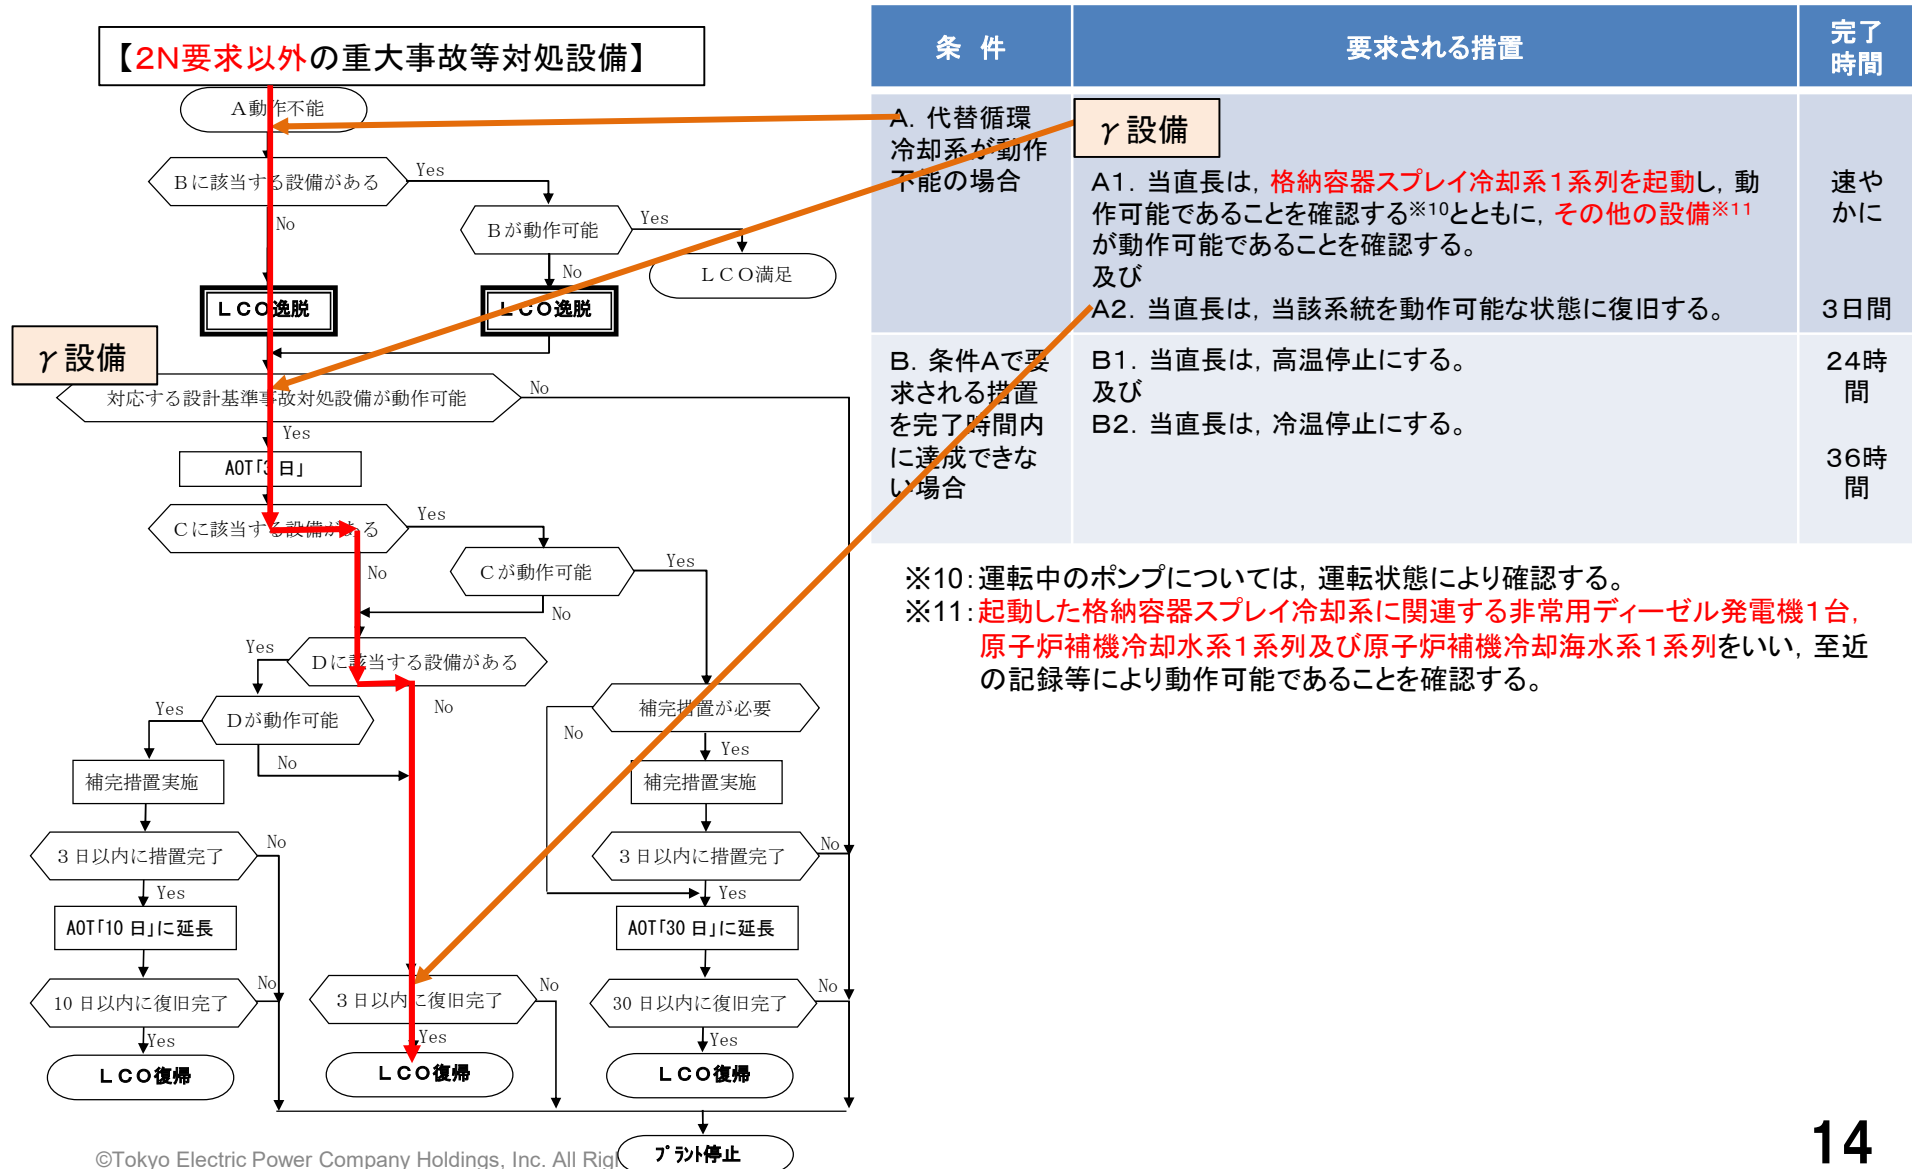 【2N要求以外の重大事故等対処設備】
A動作不能
Bに該当する設備がある
Yes
No
Bが動作可能
Yes
No
LCO満足
LCO逸脱
LCO逸脱
γ設備
対応する設計基準事故対処設備が動作可能
No
Yes
AOT「3日」
Cに該当する設備がある
Yes
No
Cが動作可能
Yes
No
Dに該当する設備がある
Yes
No
Dが動作可能
Yes
No
補完措置が必要
No
Yes
補完措置実施
補完措置実施
3日以内に措置完了
No
Yes
3日以内に措置完了
No
Yes
AOT「10日」に延長
AOT「30日」に延長
10日以内に復旧完了
No
Yes
3日以内に復旧完了
No
Yes
30日以内に復旧完了
No
Yes
LCO復帰
LCO復帰
LCO復帰
プラント停止
条 件
要求される措置
完了
時間
A. 代替循環
冷却系が動作
不能の場合
γ設備
A1. 当直長は,格納容器スプレイ冷却系1系列を起動し,動
作可能であることを確認する※10とともに,その他の設備※11
が動作可能であることを確認する。
及び
A2. 当直長は,当該系統を動作可能な状態に復旧する。
速や
かに
3日間
B. 条件Aで要
求される措置
を完了時間内
に達成できな
い場合
B1. 当直長は,高温停止にする。
及び
B2. 当直長は,冷温停止にする。
24時
間
36時
間
※10:運転中のポンプについては,運転状態により確認する。
※11:起動した格納容器スプレイ冷却系に関連する非常用ディーゼル発電機1台,
原子炉補機冷却水系1系列及び原子炉補機冷却海水系1系列をいい,至近
の記録等により動作可能であることを確認する。
©Tokyo Electric Power Company Holdings, Inc. All Rig
14